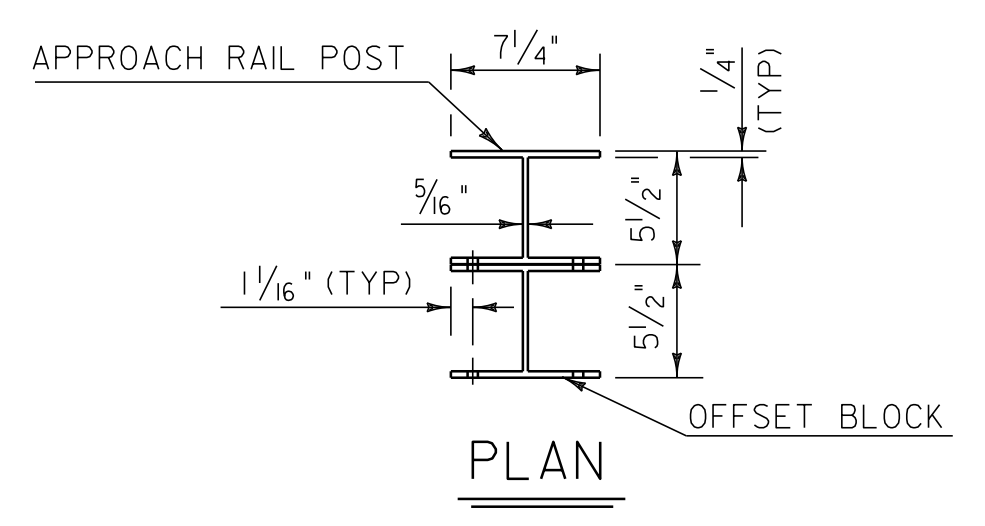 APPROACH RAIL POST
7 1/4"
1/4"
(TYP)
5/16"
5 1/2"
1 1/16" (TYP)
5 1/2"
OFFSET BLOCK
PLAN